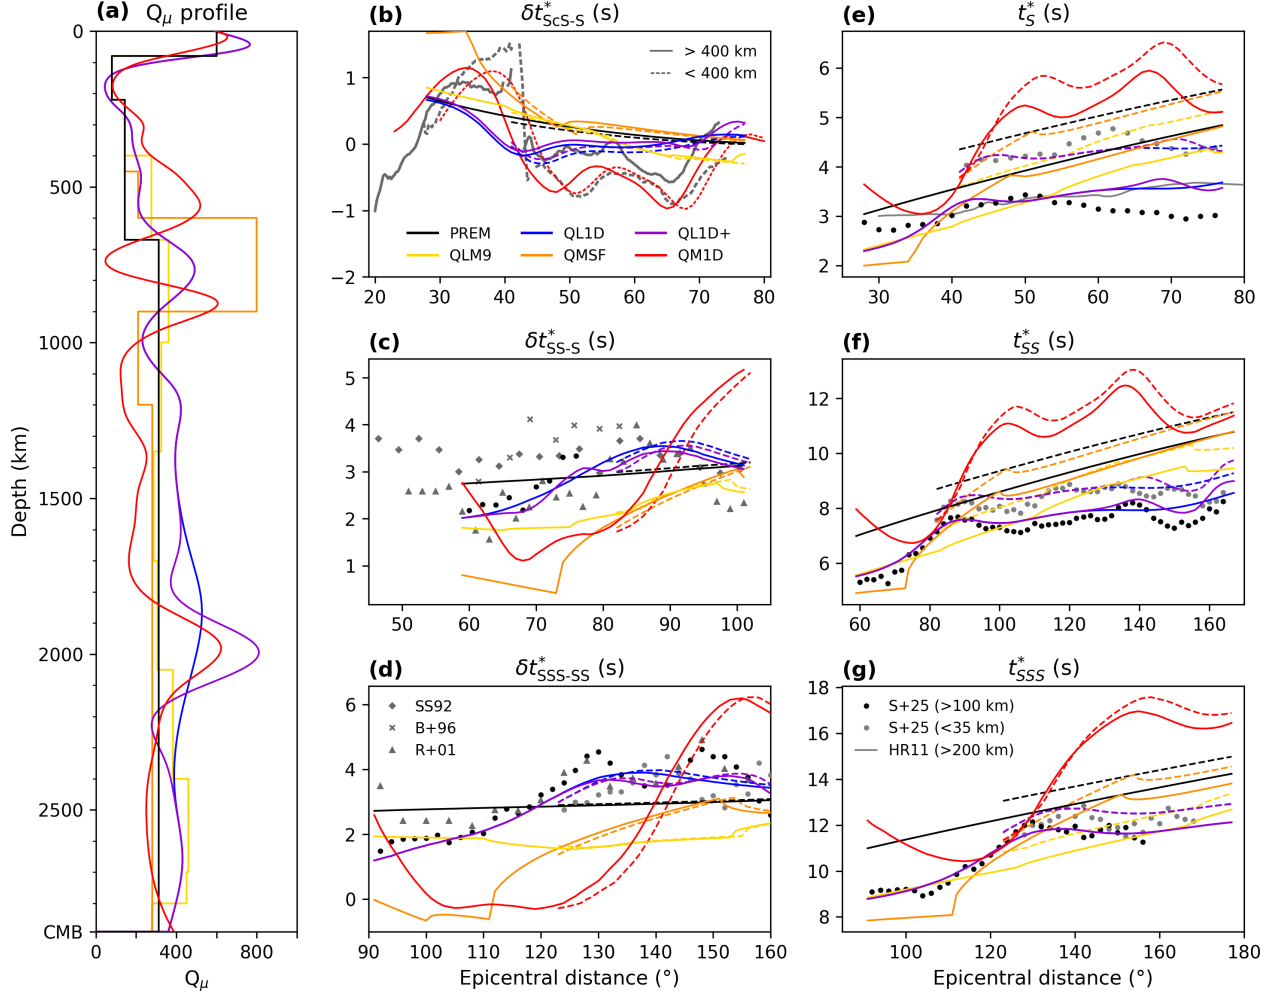 (a) Qμ profile
0
500
1000
1500
2000
2500
CMB
Depth (km)
0 400 800
Qμ
(b) δt*ScS-S (s)
1
0
−1
−2
20 30 40 50 60 70 80
> 400 km
< 400 km
PREM QL1D QL1D+
QLM9 QMSF QM1D
(c) δt*SS-S (s)
5
4
3
2
1
50 60 70 80 90 100
(d) δt*SSS-SS (s)
6
4
2
0
90 100 110 120 130 140 150 160
SS92
B+96
R+01
Epicentral distance (°)
(e) t*S (s)
6
5
4
3
2
30 40 50 60 70 80
(f) t*SS (s)
12
10
8
6
60 80 100 120 140 160
(g) t*SSS (s)
18
16
14
12
10
8
100 120 140 160 180
S+25 (>100 km)
S+25 (<35 km)
HR11 (>200 km)
Epicentral distance (°)